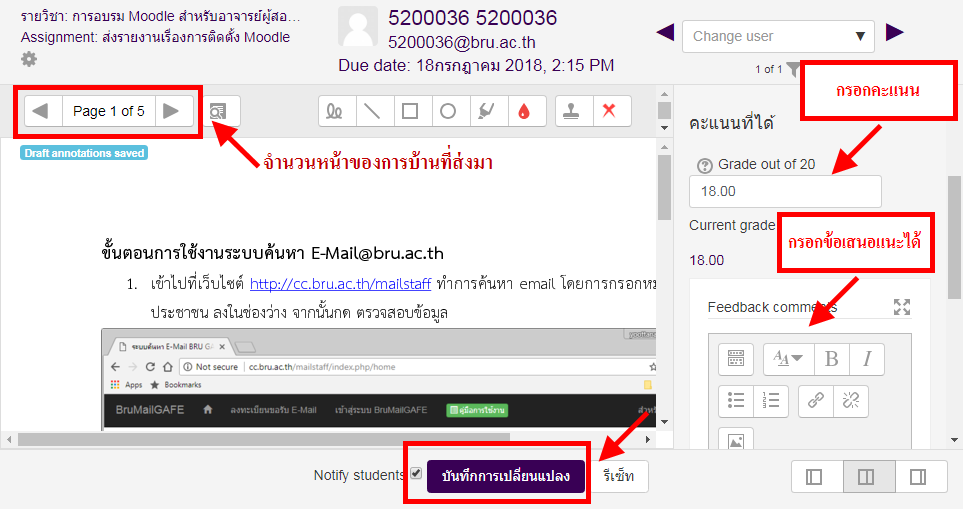 รายวิชา: การอบรม Moodle สำหรับอาจารย์ผู้สอ...
Assignment: ส่งรายงานเรื่องการติดตั้ง Moodle
5200036 5200036
5200036@bru.ac.th
Due date: 18กรกฎาคม 2018, 2:15 PM
Change user
1 of 1
กรอกคะแนน
Page 1 of 5
Draft annotations saved
จำนวนหน้าของการบ้านที่ส่งมา
คะแนนที่ได้
Grade out of 20
18.00
Current grade
18.00
กรอกข้อเสนอแนะได้
Feedback comments
ขั้นตอนการใช้งานระบบค้นหา E-Mail@bru.ac.th
1. เข้าไปที่เว็บไซต์ http://cc.bru.ac.th/mailstaff ทำการค้นหา email โดยการกรอกหม
ประชาชน ลงในช่องว่าง จากนั้นกด ตรวจสอบข้อมูล
ระบบค้นหา E-Mail BRU GA
Not secure | cc.bru.ac.th/mailstaff/index.php/home
Apps Bookmarks
BruMailGAFE ลงทะเบียนขอรับ E-Mail เข้าสู่ระบบ BruMailGAFE คู่มือการใช้งาน สำหร
B I
Notify students บันทึกการเปลี่ยนแปลง รีเซ็ท